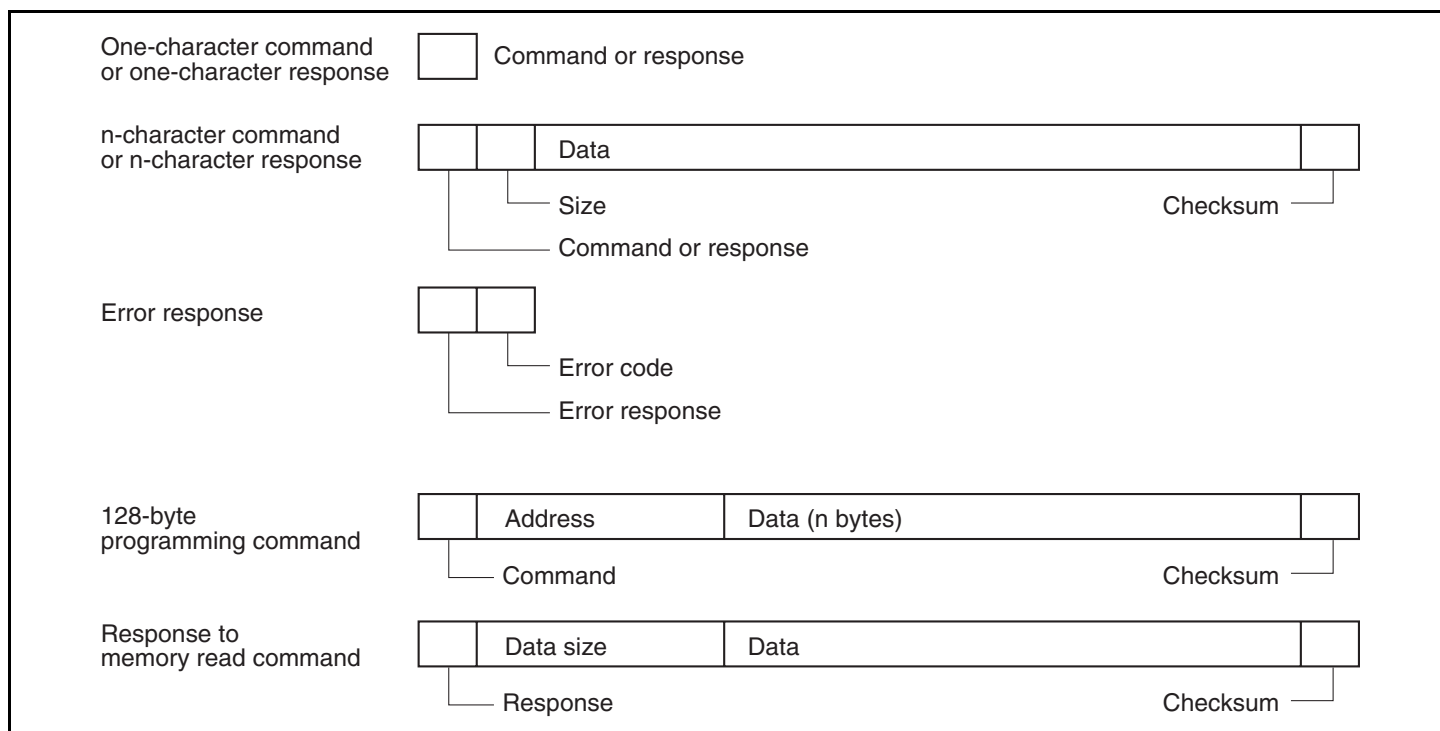 One-character command
or one-character response
Command or response
n-character command
or n-character response
Data
Size
Checksum
Command or response
Error response
Error code
Error response
128-byte
programming command
Address
Data (n bytes)
Command
Checksum
Response to
memory read command
Data size
Data
Response
Checksum